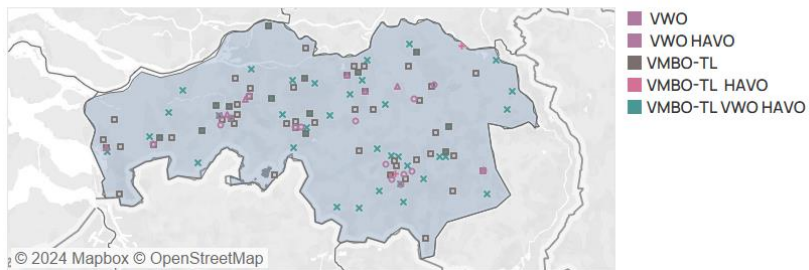 VWO
VWO HAVO
VMBO-TL
VMBO-TL HAVO
VMBO-TL VWO HAVO
© 2024 Mapbox © OpenStreetMap